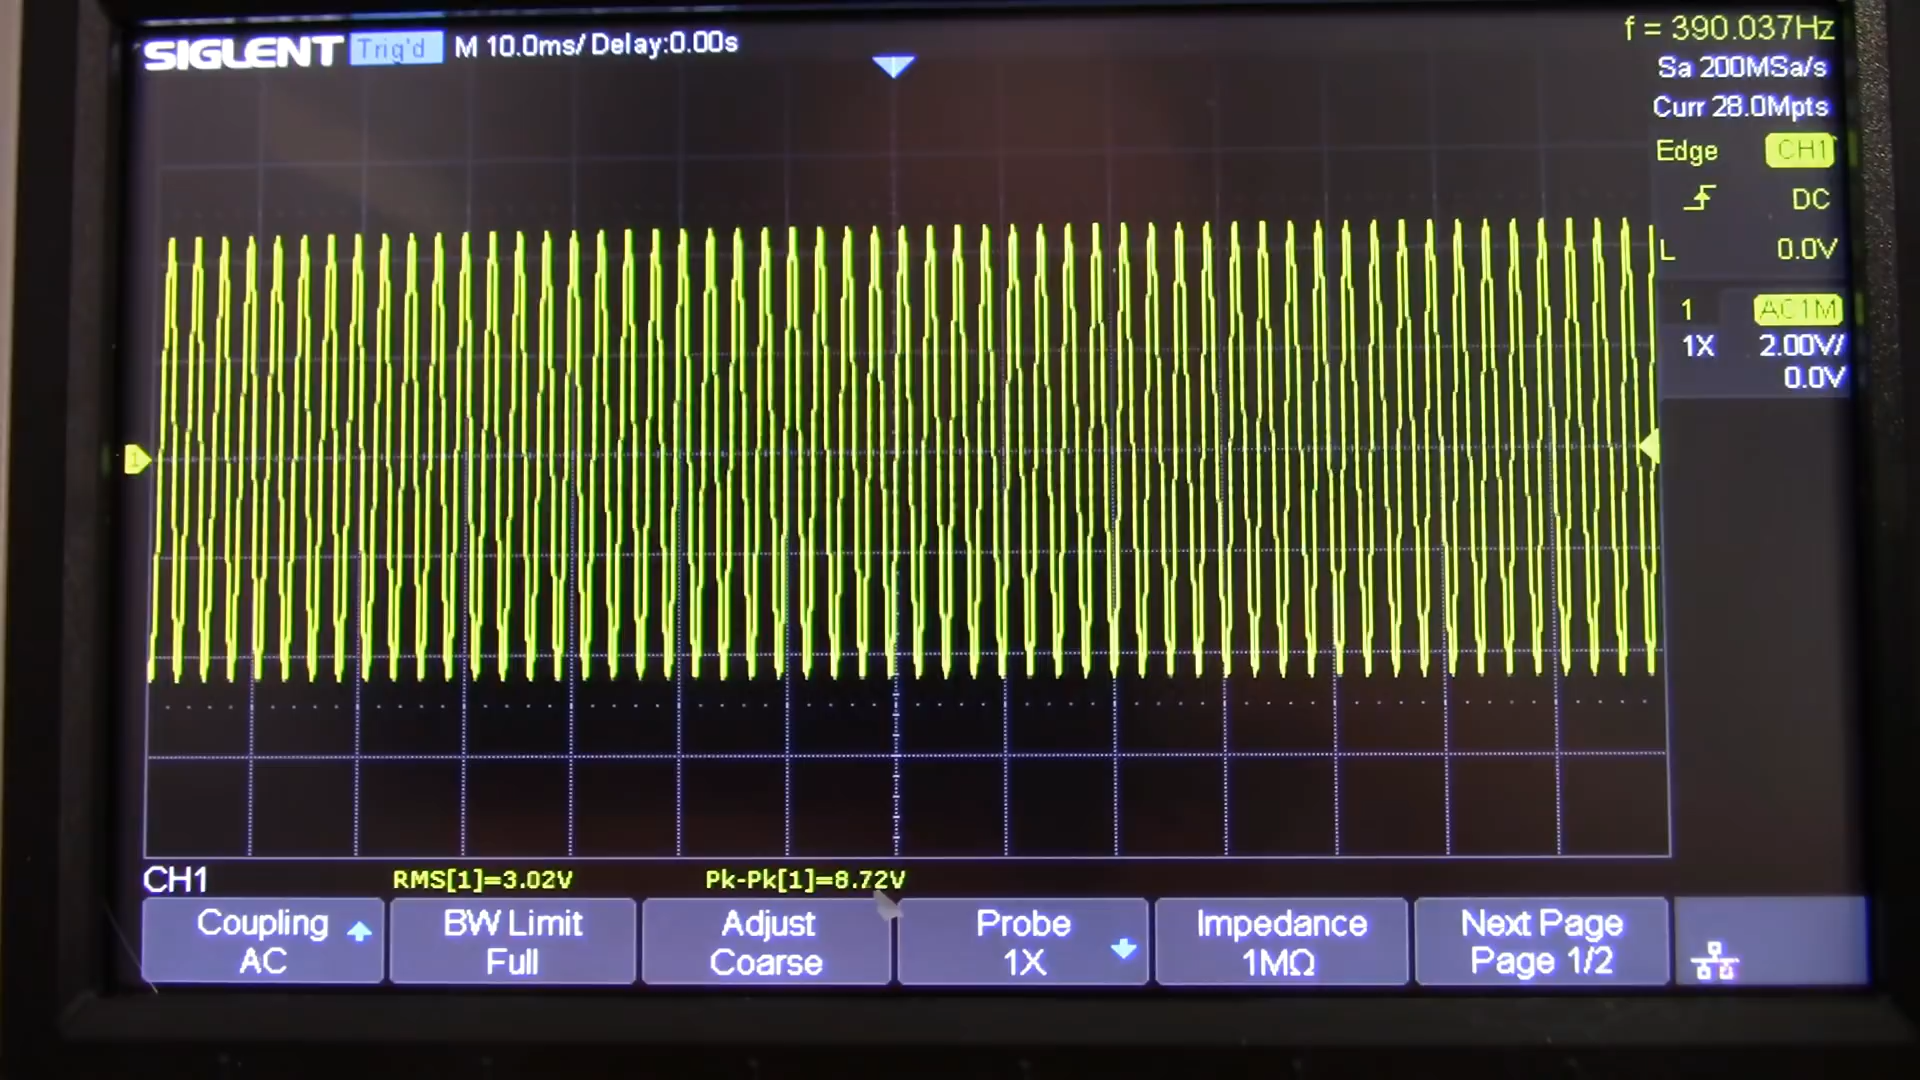 SIGLENT Trig'd M 10.0ms/ Delay:0.00s
f = 390.037Hz
Sa 200MSa/s
Curr 28.0Mpts
Edge CH1
DC
L 0.0V
1 AC1M
1X 2.00V/
0.0V
1
CH1 RMS[1]=3.02V Pk-Pk[1]=8.72V
Coupling BW Limit Adjust Probe Impedance Next Page
AC Full Coarse 1X 1MΩ Page 1/2